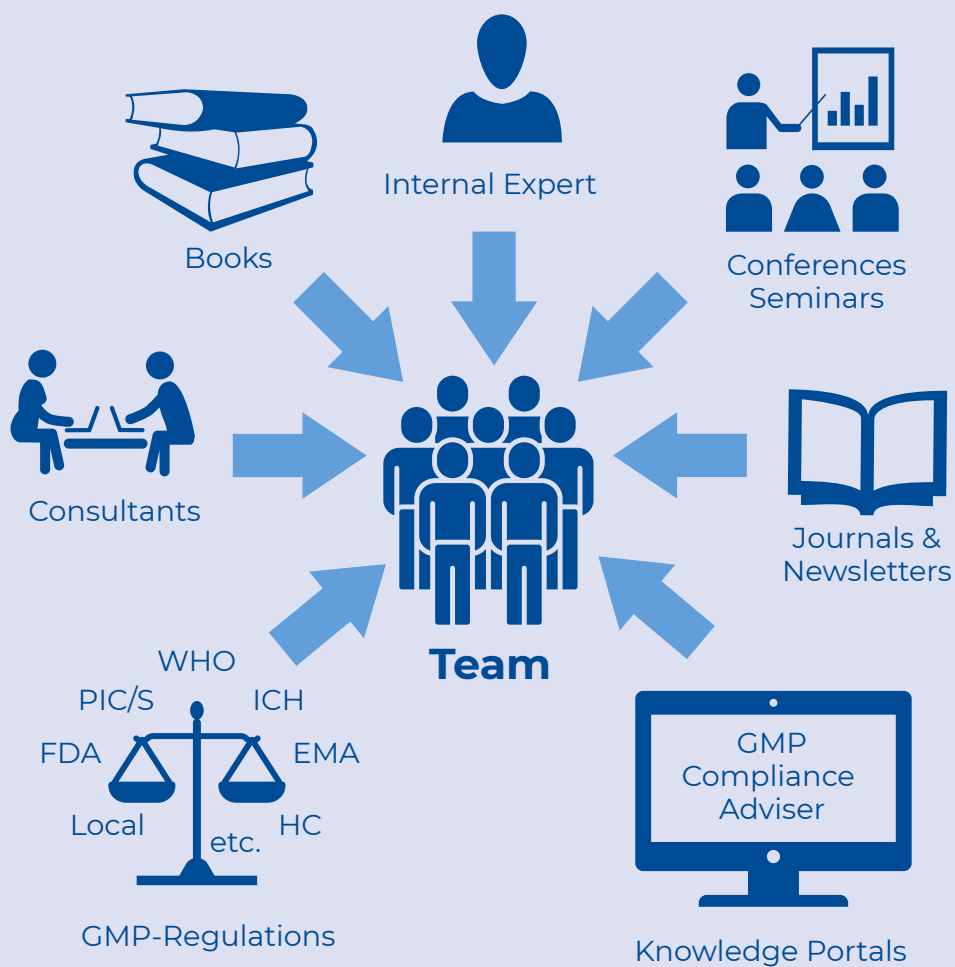 Internal Expert
Books
Conferences
Seminars
Consultants
Journals &
Newsletters
Team
WHO
PIC/S
ICH
FDA
EMA
Local
HC
etc.
GMP-Regulations
GMP
Compliance
Adviser
Knowledge Portals